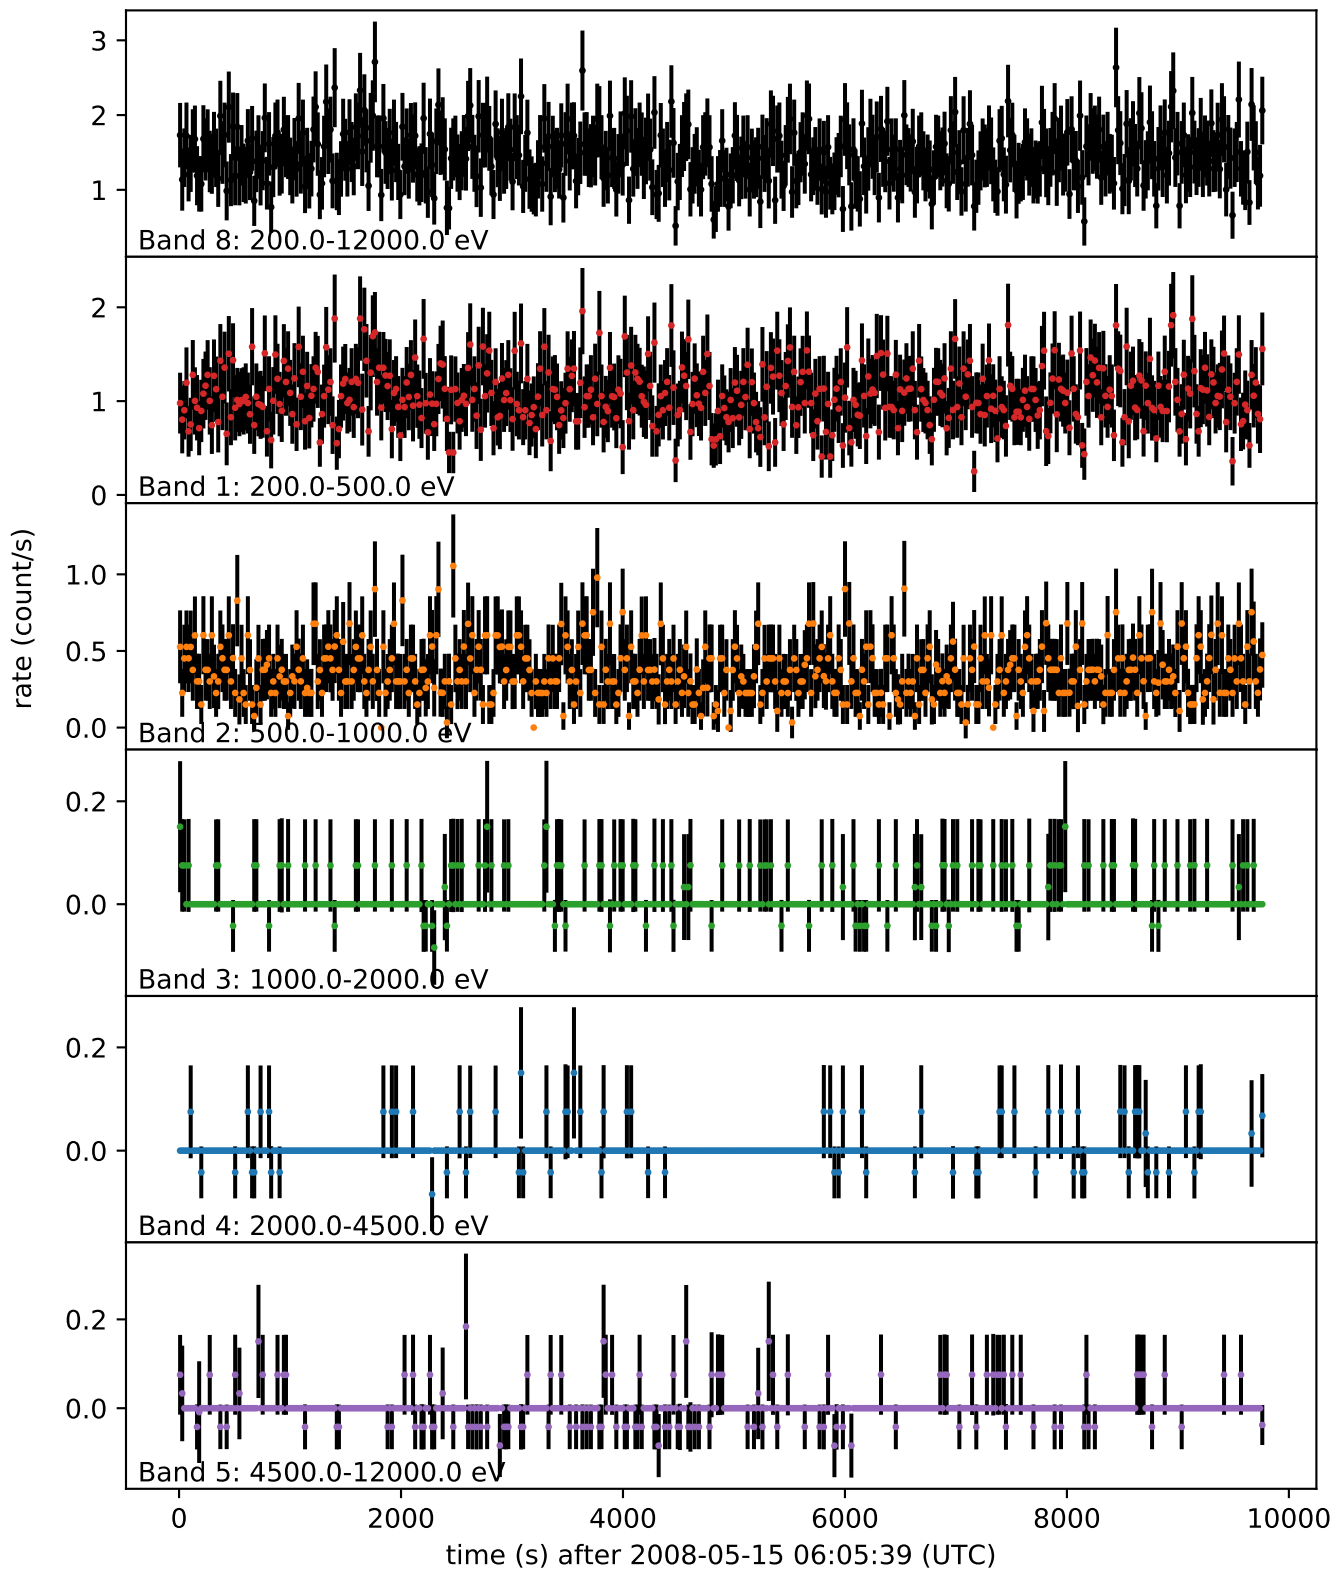 3
2
1
Band 8: 200.0-12000.0 eV
2
1
0
Band 1: 200.0-500.0 eV
rate (count/s)
1.0
0.5
0.0
Band 2: 500.0-1000.0 eV
0.2
0.0
Band 3: 1000.0-2000.0 eV
0.2
0.0
Band 4: 2000.0-4500.0 eV
0.2
0.0
Band 5: 4500.0-12000.0 eV
0 2000 4000 6000 8000 10000
time (s) after 2008-05-15 06:05:39 (UTC)